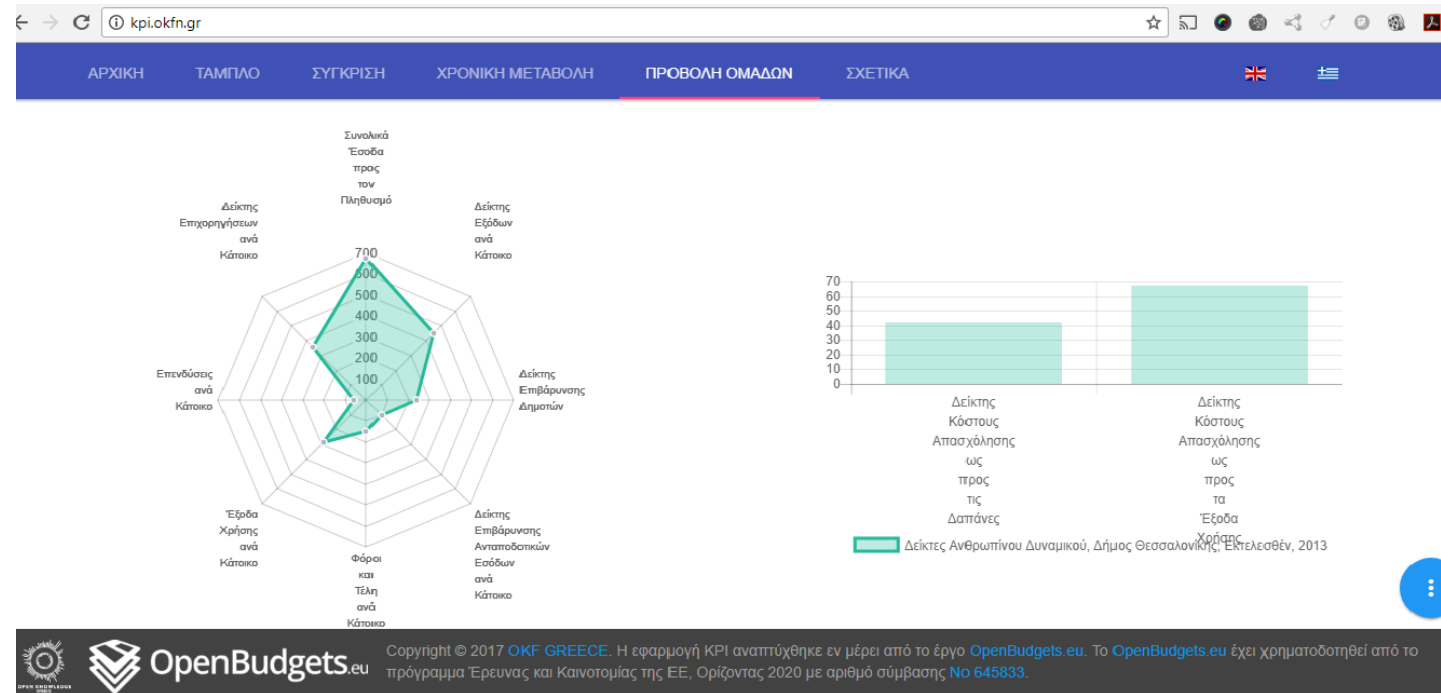 kpi.okfn.gr
ΑΡΧΙΚΗ ΤΑΜΠΛΟ ΣΥΓΚΡΙΣΗ ΧΡΟΝΙΚΗ ΜΕΤΑΒΟΛΗ ΠΡΟΒΟΛΗ ΟΜΑΔΩΝ ΣΧΕΤΙΚΑ
Συνολικά
Έσοδα
προς
τον
Πληθυσμό
Δείκτης
Εξόδων
ανά
Κάτοικο
Δείκτης
Επιβάρυνσης
Δημοτών
Δείκτης
Επιβάρυνσης
Ανταποδοτικών
Εσόδων
ανά
Κάτοικο
Φόροι
και
Τέλη
ανά
Κάτοικο
Έξοδα
Χρήσης
ανά
Κάτοικο
Επενδύσεις
ανά
Κάτοικο
Δείκτης
Επιχορηγήσεων
ανά
Κάτοικο
700
600
500
400
300
200
100
70
60
50
40
30
20
10
0
Δείκτης
Κόστους
Απασχόλησης
ως
προς
τις
Δαπάνες
Δείκτης
Κόστους
Απασχόλησης
ως
προς
τα
Έξοδα
Χρήσης
Δείκτες Ανθρωπίνου Δυναμικού, Δήμος Θεσσαλονίκης, Εκτελεσθέν, 2013
OPEN KNOWLEDGE
GREECE
OpenBudgets.eu
Copyright © 2017 OKF GREECE. Η εφαρμογή KPI αναπτύχθηκε εν μέρει από το έργο OpenBudgets.eu. Το OpenBudgets.eu έχει χρηματοδοτηθεί από το
πρόγραμμα Έρευνας και Καινοτομίας της ΕΕ, Ορίζοντας 2020 με αριθμό σύμβασης No 645833.